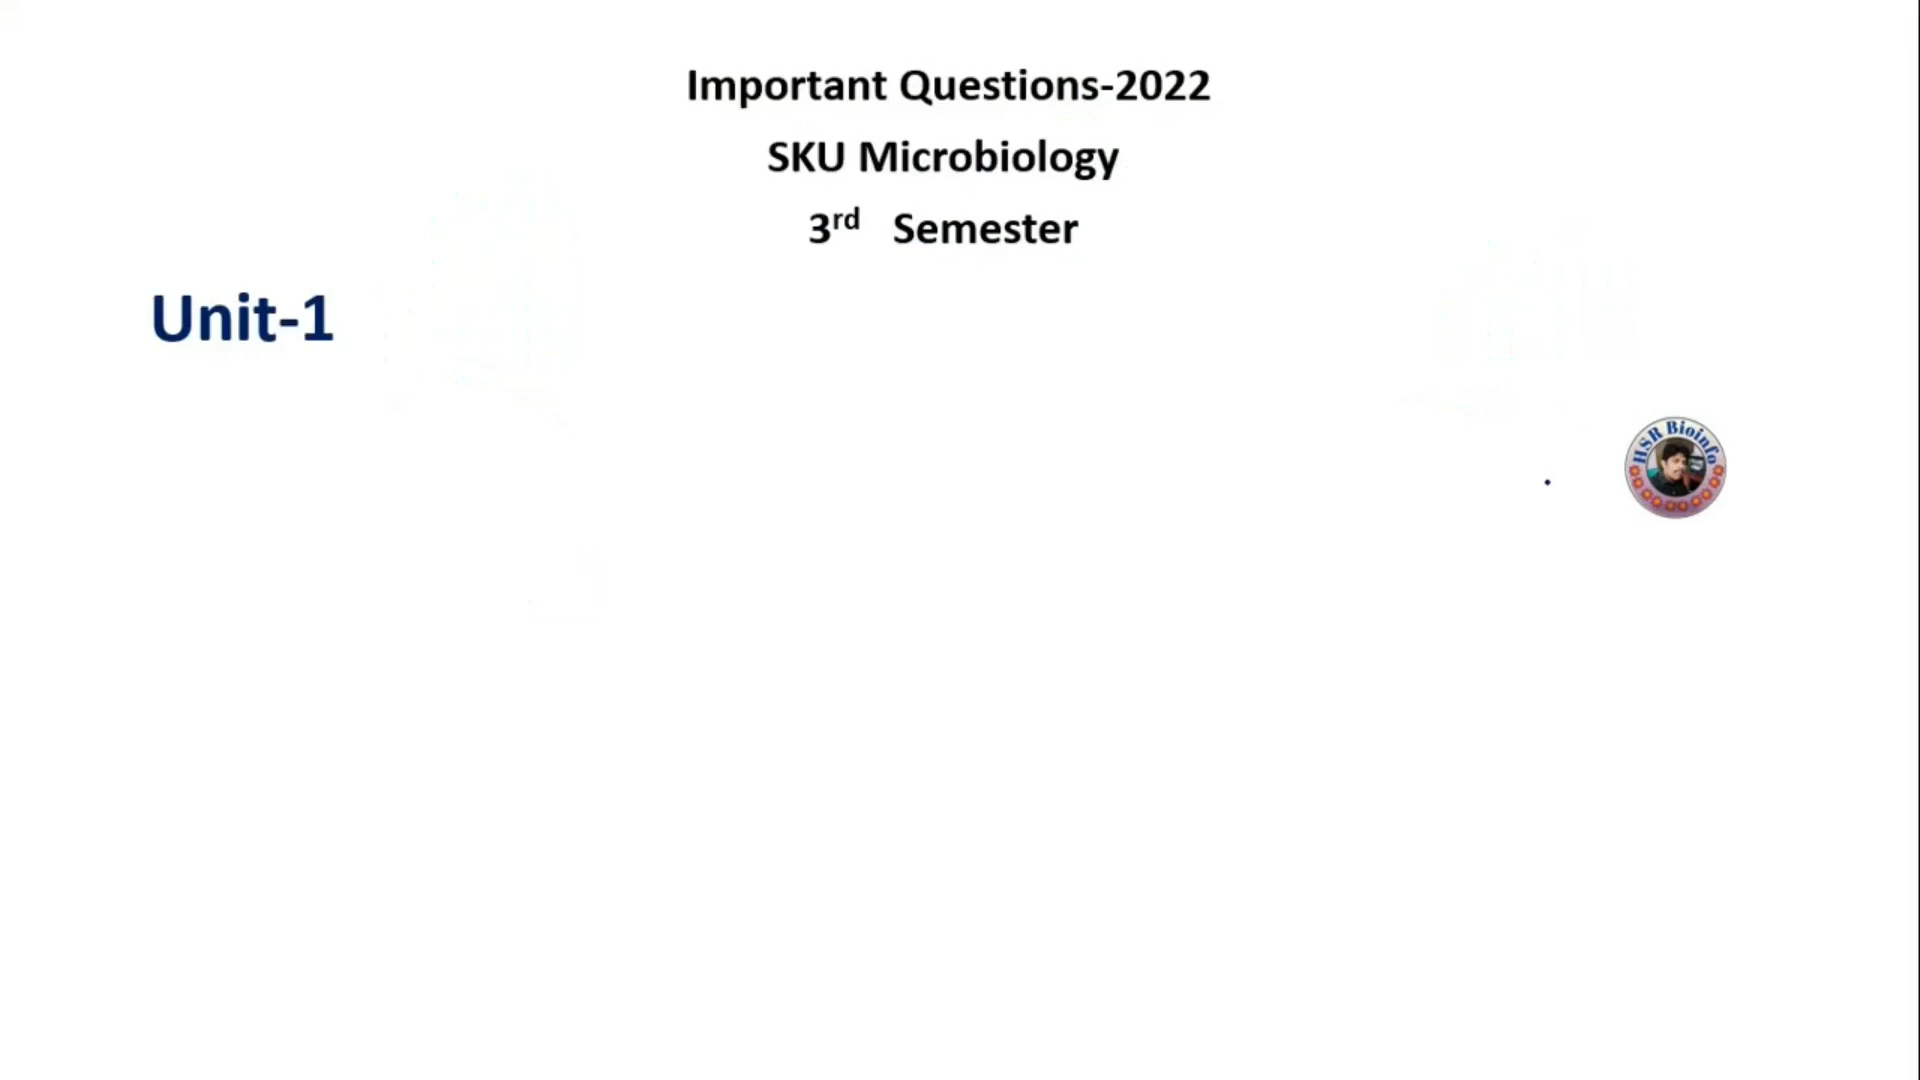 Important Questions-2022
SKU Microbiology
3rd Semester
Unit-1
HSR Bioinfo